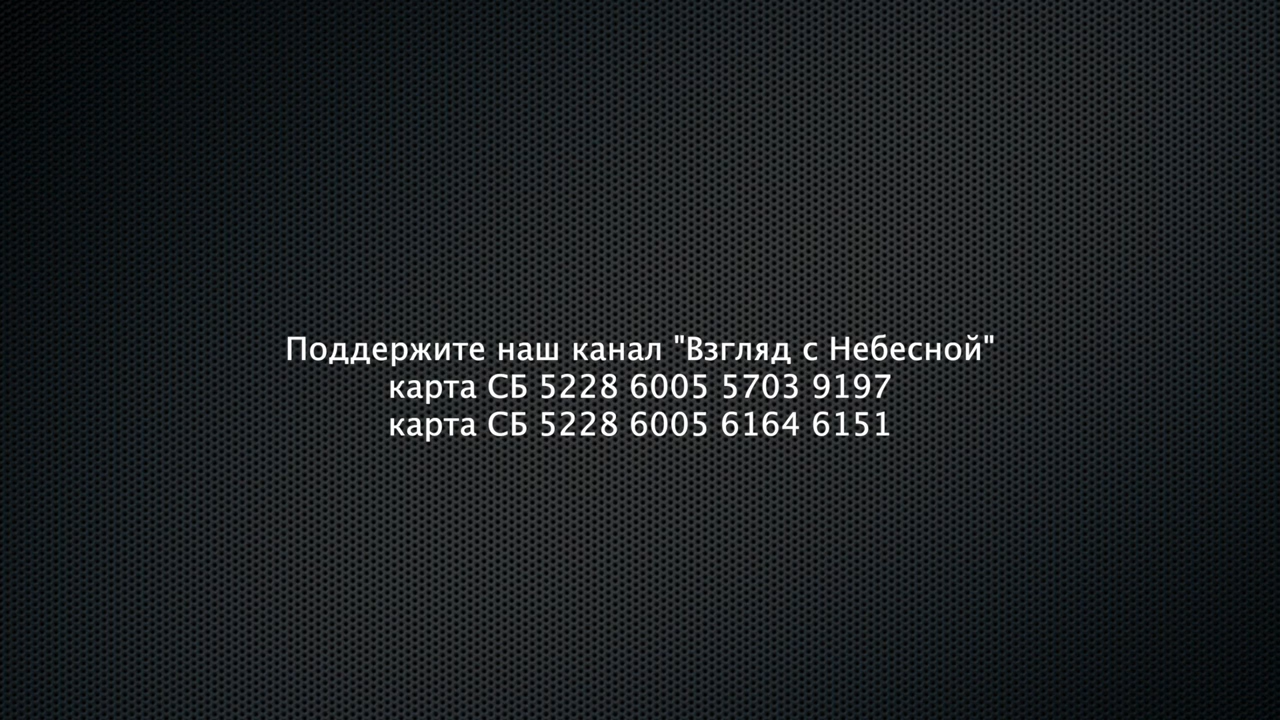 Поддержите наш канал "Взгляд с Небесной"
карта СБ 5228 6005 5703 9197
карта СБ 5228 6005 6164 6151